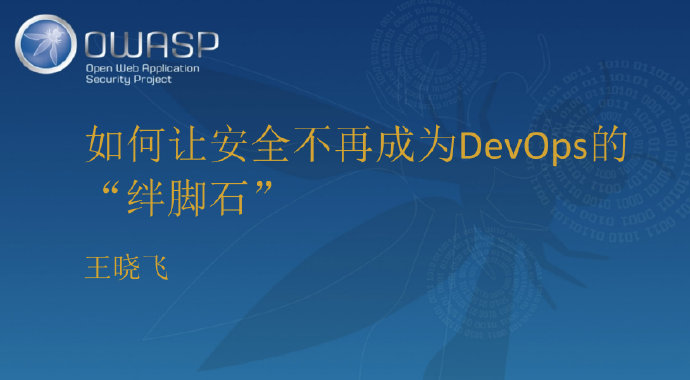 OWASP
Open Web Application
Security Project
如何让安全不再成为DevOps的
“绊脚石”
王晓飞